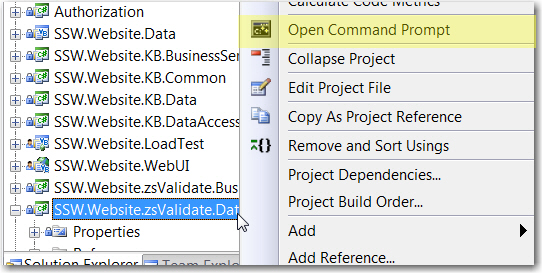 Authorization
SSW.Website.Data
SSW.Website.KB.BusinessSer
SSW.Website.KB.Common
SSW.Website.KB.Data
SSW.Website.KB.DataAccess
SSW.Website.LoadTest
SSW.Website.WebUI
SSW.Website.zsValidate.Bus
SSW.Website.zsValidate.Dat
Properties
Solution Explorer
Team Explo
Calculate Code Metrics
Open Command Prompt
Collapse Project
Edit Project File
Copy As Project Reference
Remove and Sort Usings
Project Dependencies...
Project Build Order...
Add
Add Reference...